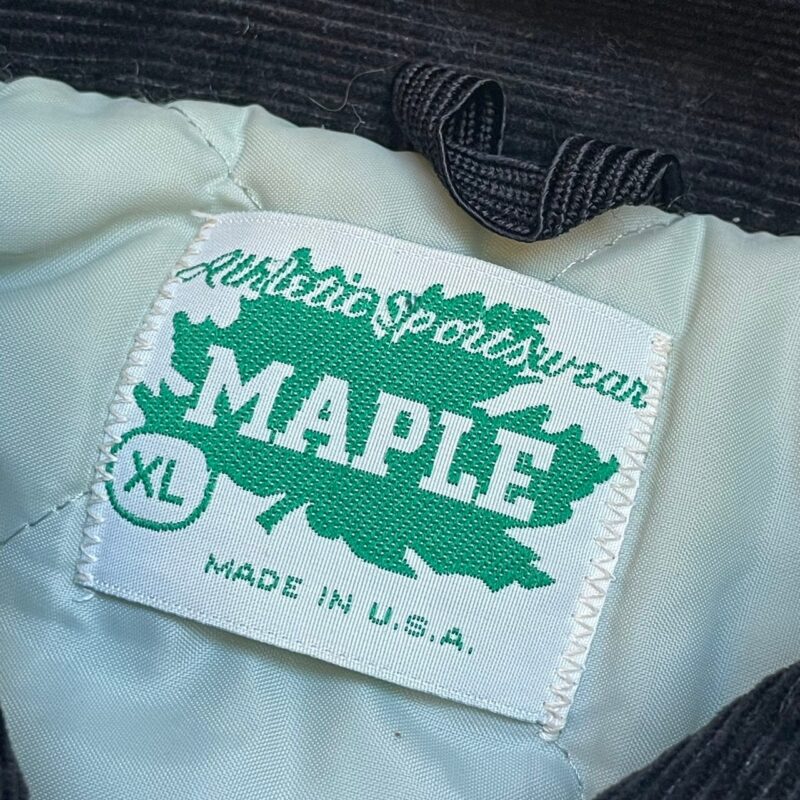 Athletic Sportswear
MAPLE
XL
MADE IN U.S.A.